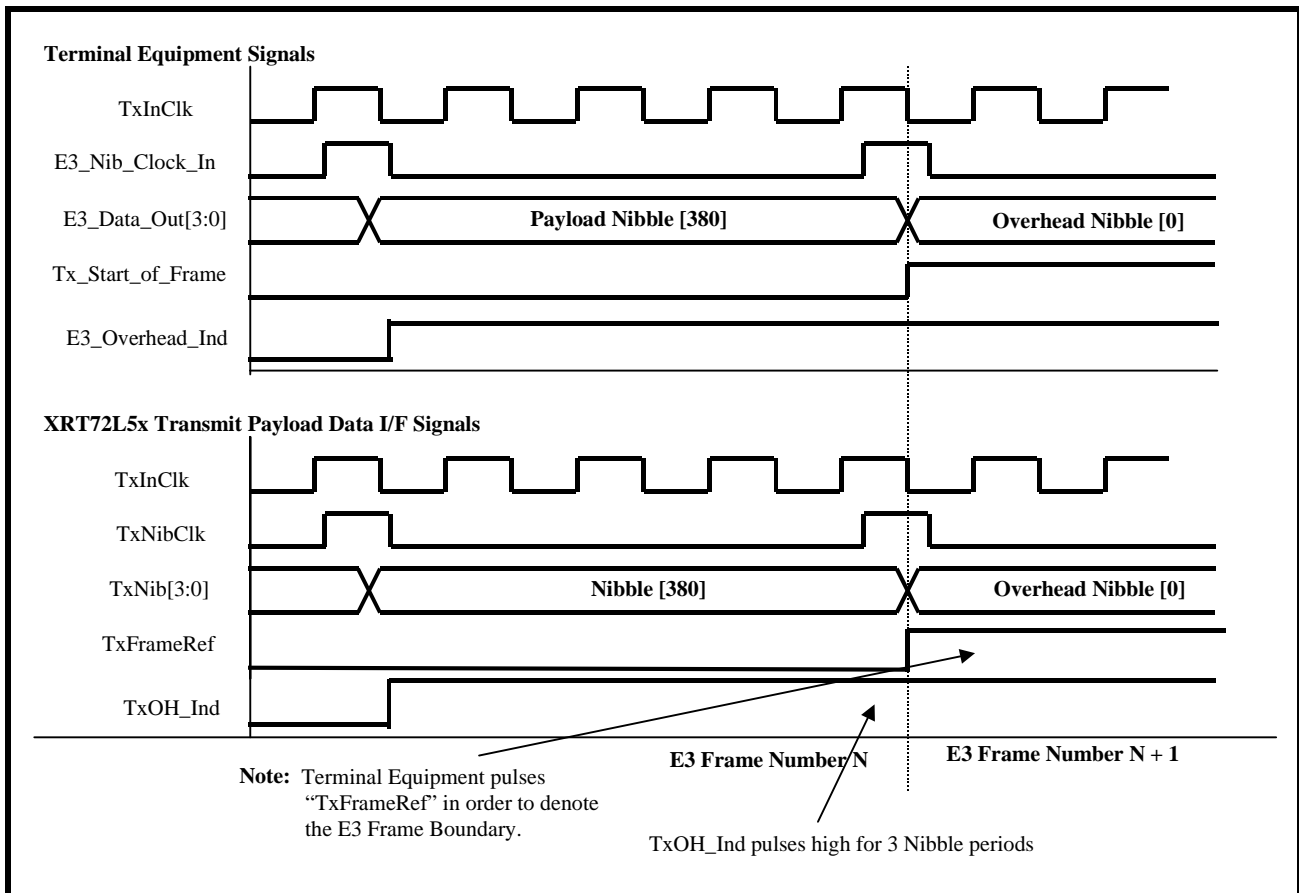 Terminal Equipment Signals
TxInClk
E3_Nib_Clock_In
E3_Data_Out[3:0]
Payload Nibble [380]
Overhead Nibble [0]
Tx_Start_of_Frame
E3_Overhead_Ind
XRT72L5x Transmit Payload Data I/F Signals
TxInClk
TxNibClk
TxNib[3:0]
Nibble [380]
Overhead Nibble [0]
TxFrameRef
TxOH_Ind
E3 Frame Number N
E3 Frame Number N + 1
Note: Terminal Equipment pulses
“TxFrameRef” in order to denote
the E3 Frame Boundary.
TxOH_Ind pulses high for 3 Nibble periods